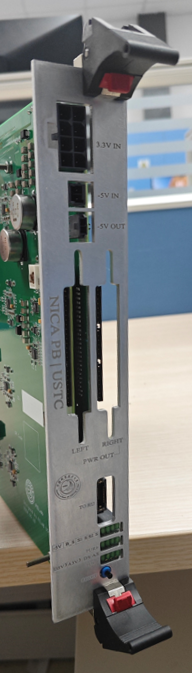 3.3V IN
-5V IN
-5V OUT
NICA PB | USTC
LEFT
RIGHT
PWR OUT